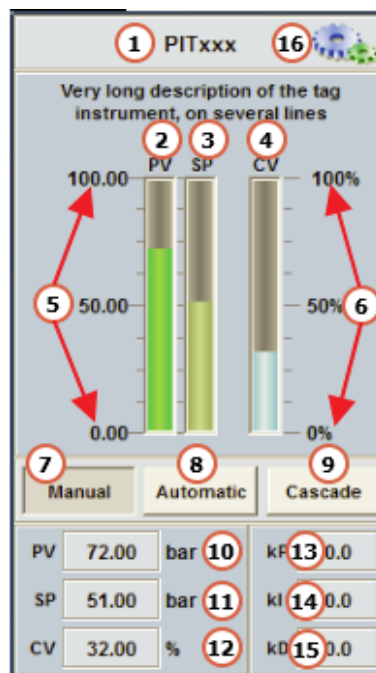 1 PITxxx 16
Very long description of the tag
instrument, on several lines
2 3 4
PV SP CV
100.00 100%
5 50.00 50% 6
0.00 0%
7 8 9
Manual Automatic Cascade
PV 72.00 bar 10 13 0.0
SP 51.00 bar 11 kI 14 0.0
CV 32.00 % 12 kD 15 0.0